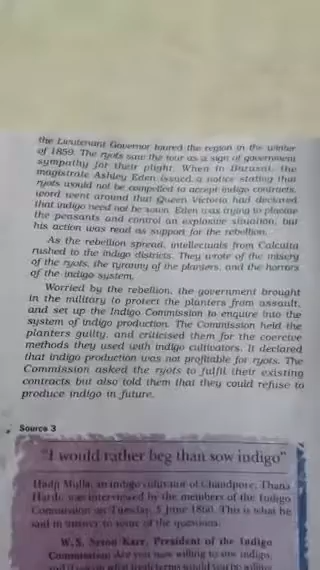 the Lieutenant Governor toured the region in the winter
of 1859. The ryots saw the tour as a sign of government
sympathy for their plight. When in Barasat, the
magistrate Ashley Eden issued a notice stating that
ryots would not be compelled to accept indigo contracts,
word went around that Queen Victoria had declared
that indigo need not be sown. Eden was trying to placate
the peasants and control an explosive situation, but
his action was read as support for the rebellion.
As the rebellion spread, intellectuals from Calcutta
rushed to the indigo districts. They wrote of the misery
of the ryots, the tyranny of the planters, and the horrors
of the indigo system.
Worried by the rebellion, the government brought
in the military to protect the planters from assault,
and set up the Indigo Commission to enquire into the
system of indigo production. The Commission held the
planters guilty, and criticised them for the coercive
methods they used with indigo cultivators. It declared
that indigo production was not profitable for ryots. The
Commission asked the ryots to fulfil their existing
contracts but also told them that they could refuse to
produce indigo in future.
Source 3
"I would rather beg than sow indigo"
Hadji Mulla, an indigo cultivator of Chandpore, Thana
Hardi, was interviewed by the members of the Indigo
Commission on Tuesday, 5 June 1860. This is what he
said in answer to some of the questions:
W.S. Seton Karr, President of the Indigo
Commission: Are you now willing to sow indigo;
and if not on what fresh terms would you be willing